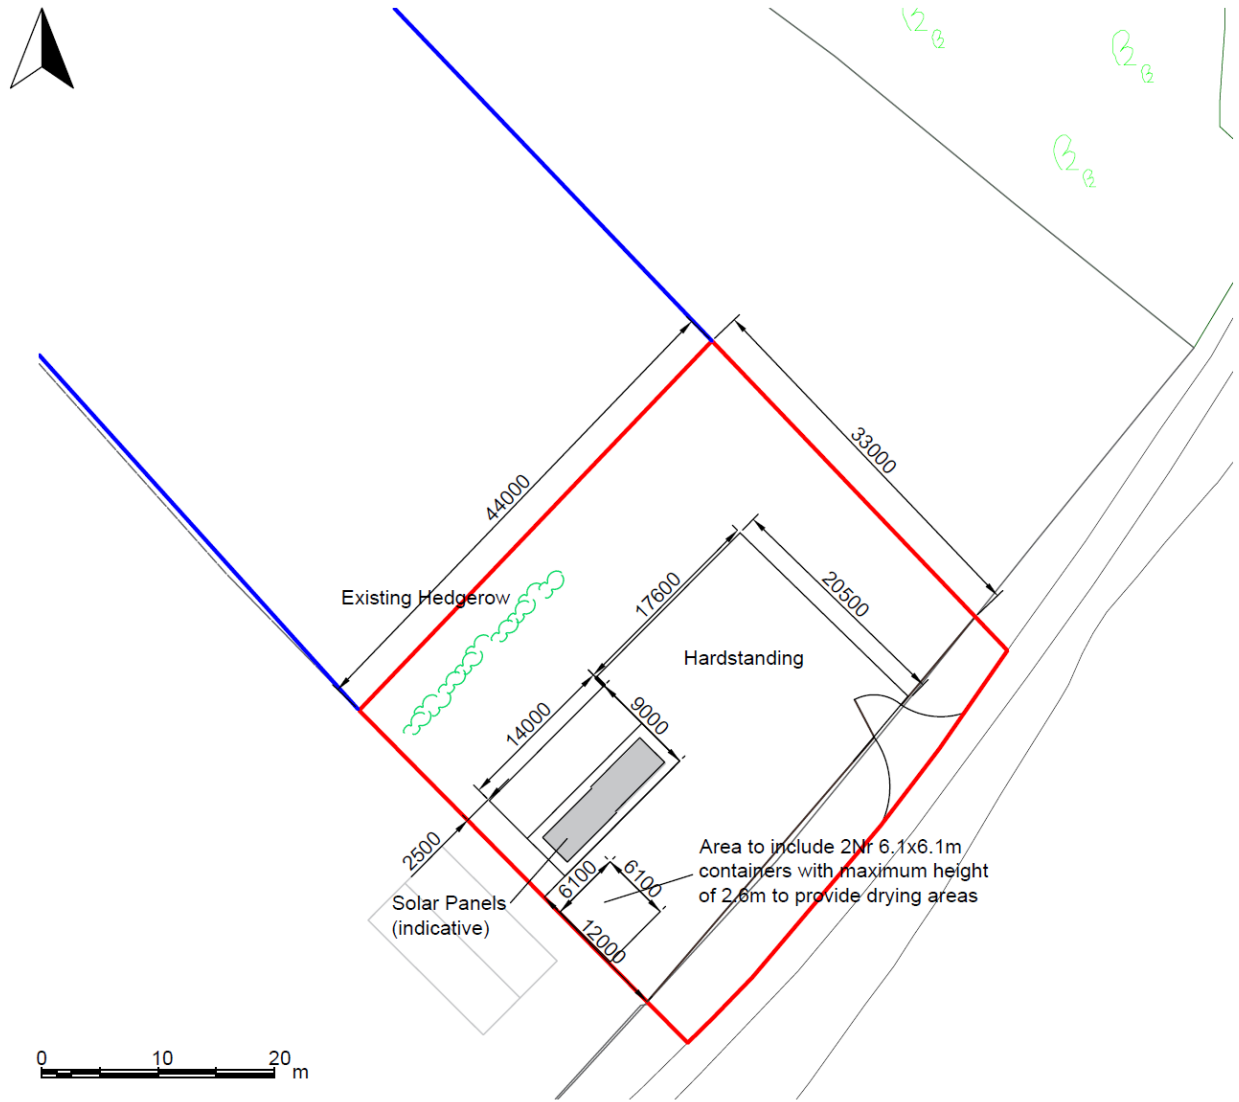 33000
44000
20500
17600
Existing Hedgerow
Hardstanding
9000
14000
2500
Area to include 2Nr 6.1x6.1m
containers with maximum height
of 2.6m to provide drying areas
6100
6100
Solar Panels
(indicative)
12000
0 10 20
m